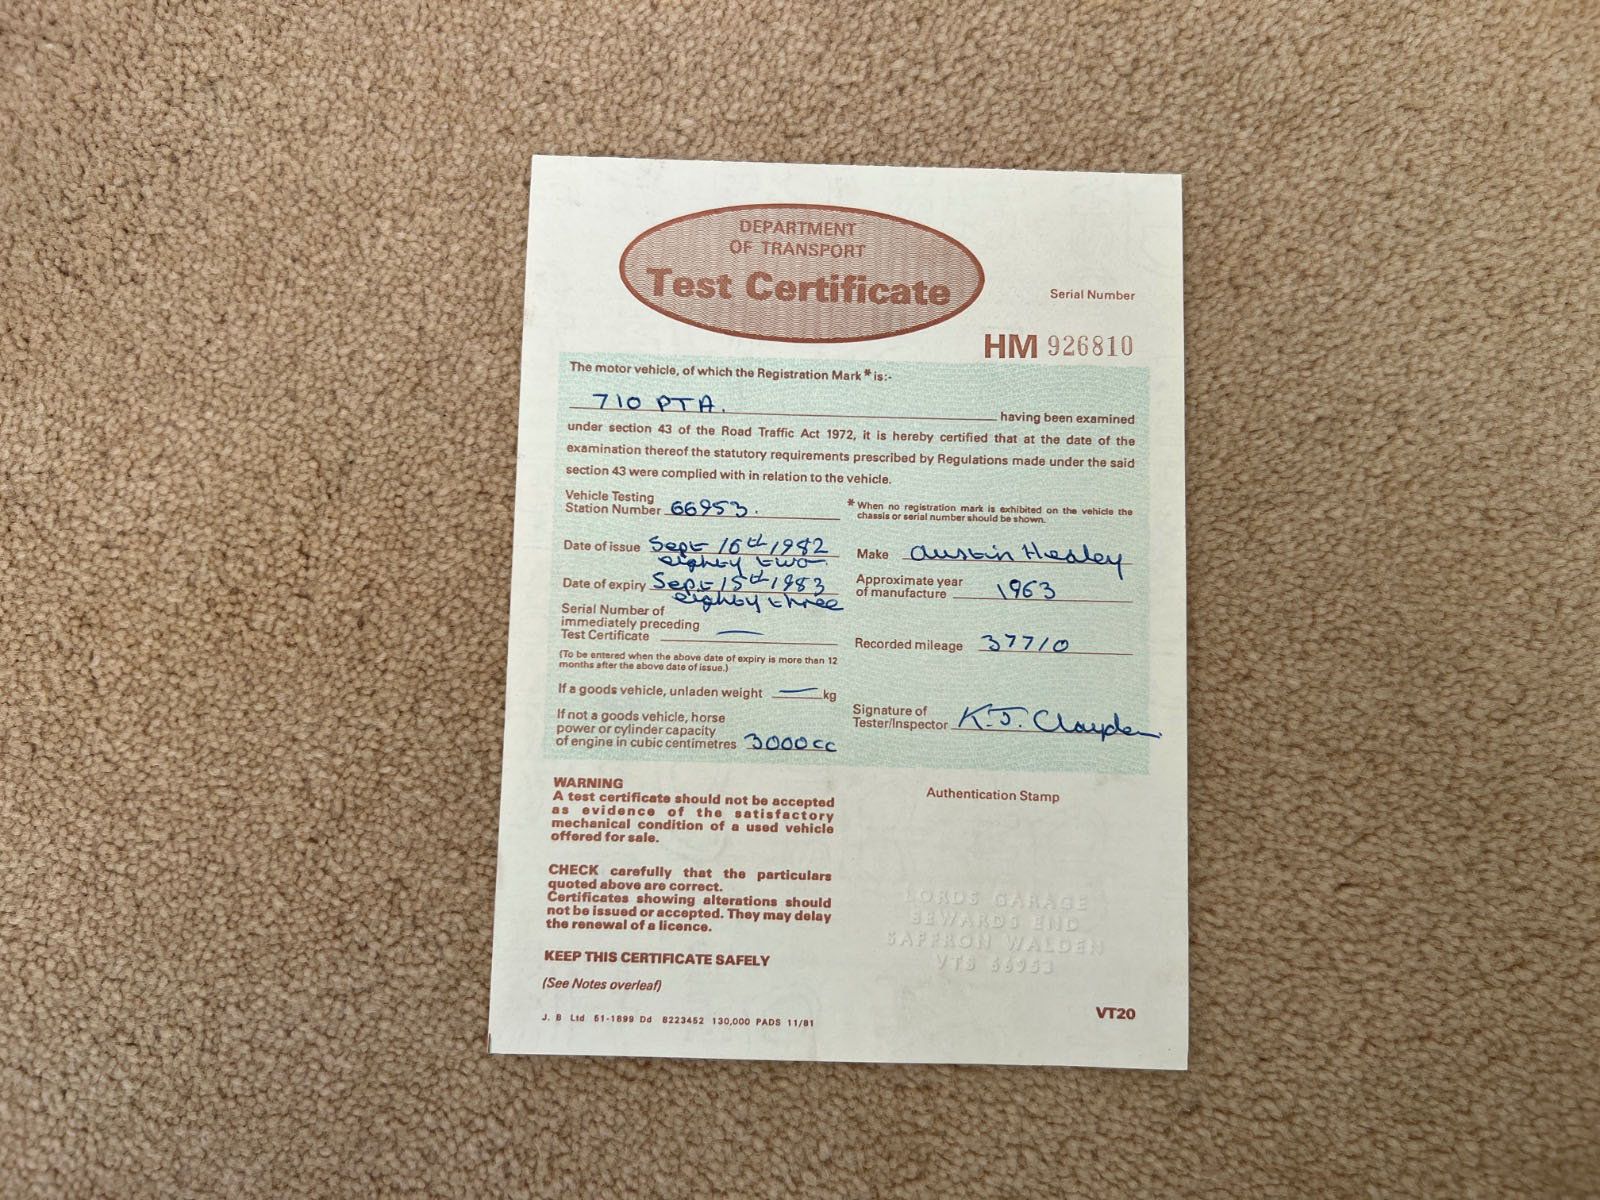 DEPARTMENT
OF TRANSPORT
Test Certificate
Serial Number
HM 926810
The motor vehicle, of which the Registration Mark * is:-
710 PTA.
having been examined
under section 43 of the Road Traffic Act 1972, it is hereby certified that at the date of the
examination thereof the statutory requirements prescribed by Regulations made under the said
section 43 were complied with in relation to the vehicle.
Vehicle Testing
Station Number 66953.
* When no registration mark is exhibited on the vehicle the
chassis or serial number should be shown.
Date of issue Sept 16th 1982
eighty two
Make Austin Healey
Date of expiry Sept 15th 1983
eighty three
Approximate year
of manufacture 1963
Serial Number of
immediately preceding
Test Certificate —
Recorded mileage 37710
(To be entered when the above date of expiry is more than 12
months after the above date of issue.)
If a goods vehicle, unladen weight — kg
Signature of
Tester/Inspector K.J. Clayden
If not a goods vehicle, horse
power or cylinder capacity
of engine in cubic centimetres 3000cc
WARNING
A test certificate should not be accepted
as evidence of the satisfactory
mechanical condition of a used vehicle
offered for sale.
Authentication Stamp
CHECK carefully that the particulars
quoted above are correct.
Certificates showing alterations should
not be issued or accepted. They may delay
the renewal of a licence.
LORDS GARAGE
SEWARDS END
SAFFRON WALDEN
VTS 66953
KEEP THIS CERTIFICATE SAFELY
(See Notes overleaf)
J. B Ltd 51-1899 Dd 8223452 130,000 PADS 11/81
VT20